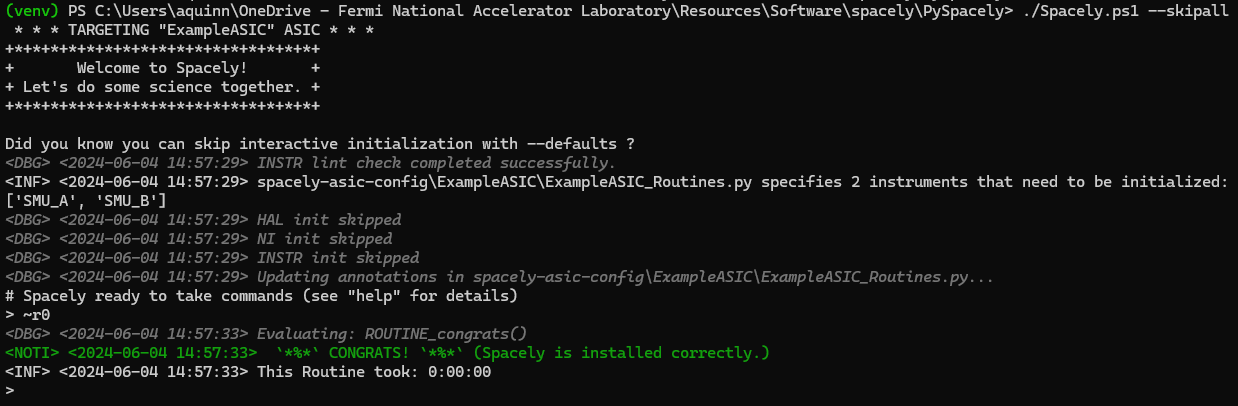 (venv) PS C:\Users\aquinn\OneDrive - Fermi National Accelerator Laboratory\Resources\Software\spacely\PySpacely> ./Spacely.ps1 --skipall
* * * TARGETING "ExampleASIC" ASIC * * *
+++++++++++++++++++++++++++++++++
+       Welcome to Spacely!       +
+ Let's do some science together. +
+++++++++++++++++++++++++++++++++
Did you know you can skip interactive initialization with --defaults ?
<DBG> <2024-06-04 14:57:29> INSTR lint check completed successfully.
<INF> <2024-06-04 14:57:29> spacely-asic-config\ExampleASIC\ExampleASIC_Routines.py specifies 2 instruments that need to be initialized:
['SMU_A', 'SMU_B']
<DBG> <2024-06-04 14:57:29> HAL init skipped
<DBG> <2024-06-04 14:57:29> NI init skipped
<DBG> <2024-06-04 14:57:29> INSTR init skipped
<DBG> <2024-06-04 14:57:29> Updating annotations in spacely-asic-config\ExampleASIC\ExampleASIC_Routines.py...
# Spacely ready to take commands (see "help" for details)
> ~r0
<DBG> <2024-06-04 14:57:33> Evaluating: ROUTINE_congrats()
<NOTI> <2024-06-04 14:57:33>  `*%*` CONGRATS! `*%*` (Spacely is installed correctly.)
<INF> <2024-06-04 14:57:33> This Routine took: 0:00:00
>